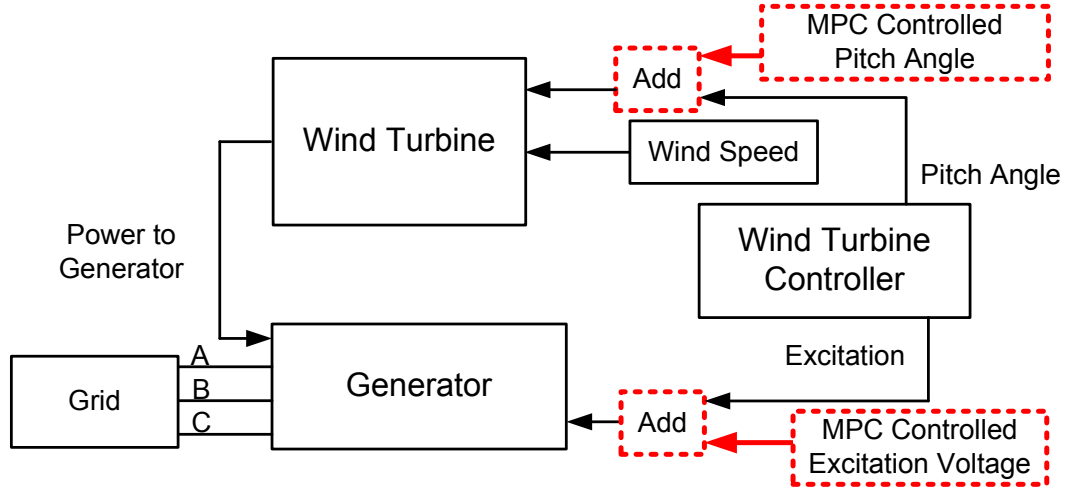 MPC Controlled
Pitch Angle
Add
Wind Turbine
Wind Speed
Pitch Angle
Power to
Generator
Wind Turbine
Controller
A
Excitation
Grid
B
Generator
C
Add
MPC Controlled
Excitation Voltage